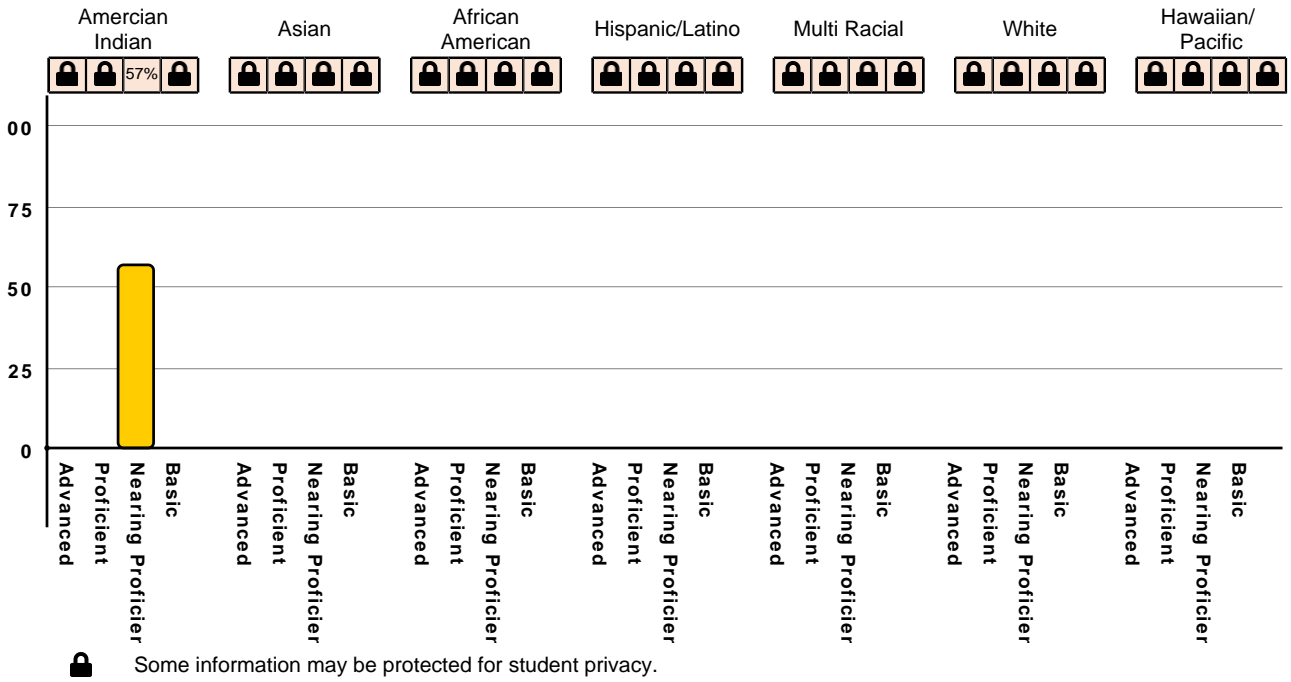 Amercian
Indian
Asian
African
American
Hispanic/Latino
Multi Racial
White
Hawaiian/
Pacific
57%
00
75
50
25
0
Advanced
Proficient
Nearing Proficier
Basic
Advanced
Proficient
Nearing Proficier
Basic
Advanced
Proficient
Nearing Proficier
Basic
Advanced
Proficient
Nearing Proficier
Basic
Advanced
Proficient
Nearing Proficier
Basic
Advanced
Proficient
Nearing Proficier
Basic
Advanced
Proficient
Nearing Proficier
Basic
Some information may be protected for student privacy.